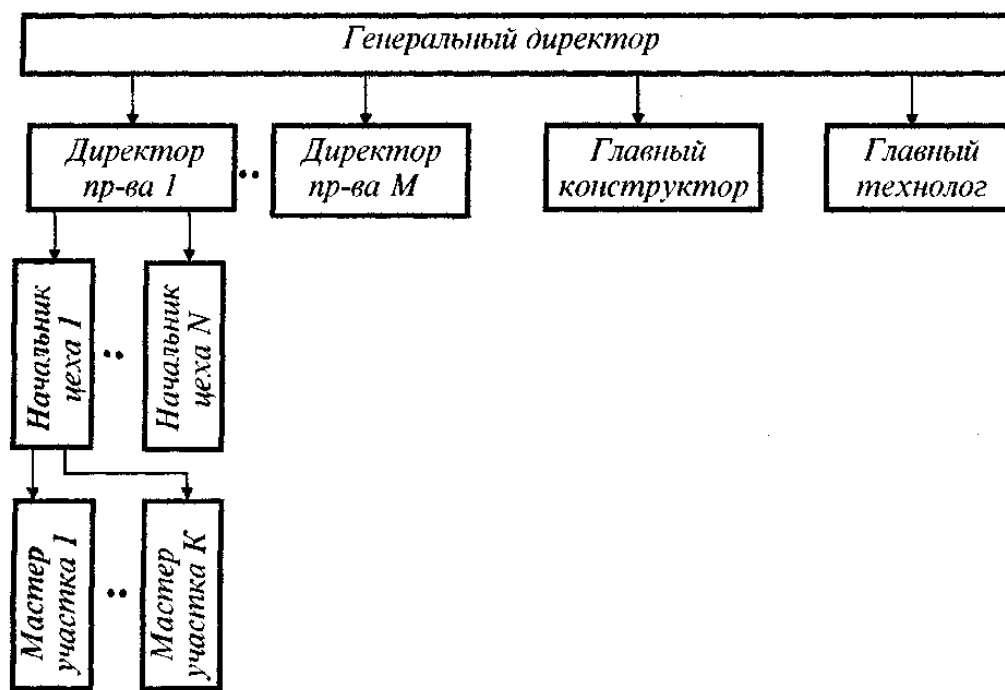 Генеральный директор
Директор
пр-ва 1
Директор
пр-ва М
Главный
конструктор
Главный
технолог
Начальник
цеха 1
Начальник
цеха N
Мастер
участка 1
Мастер
участка К